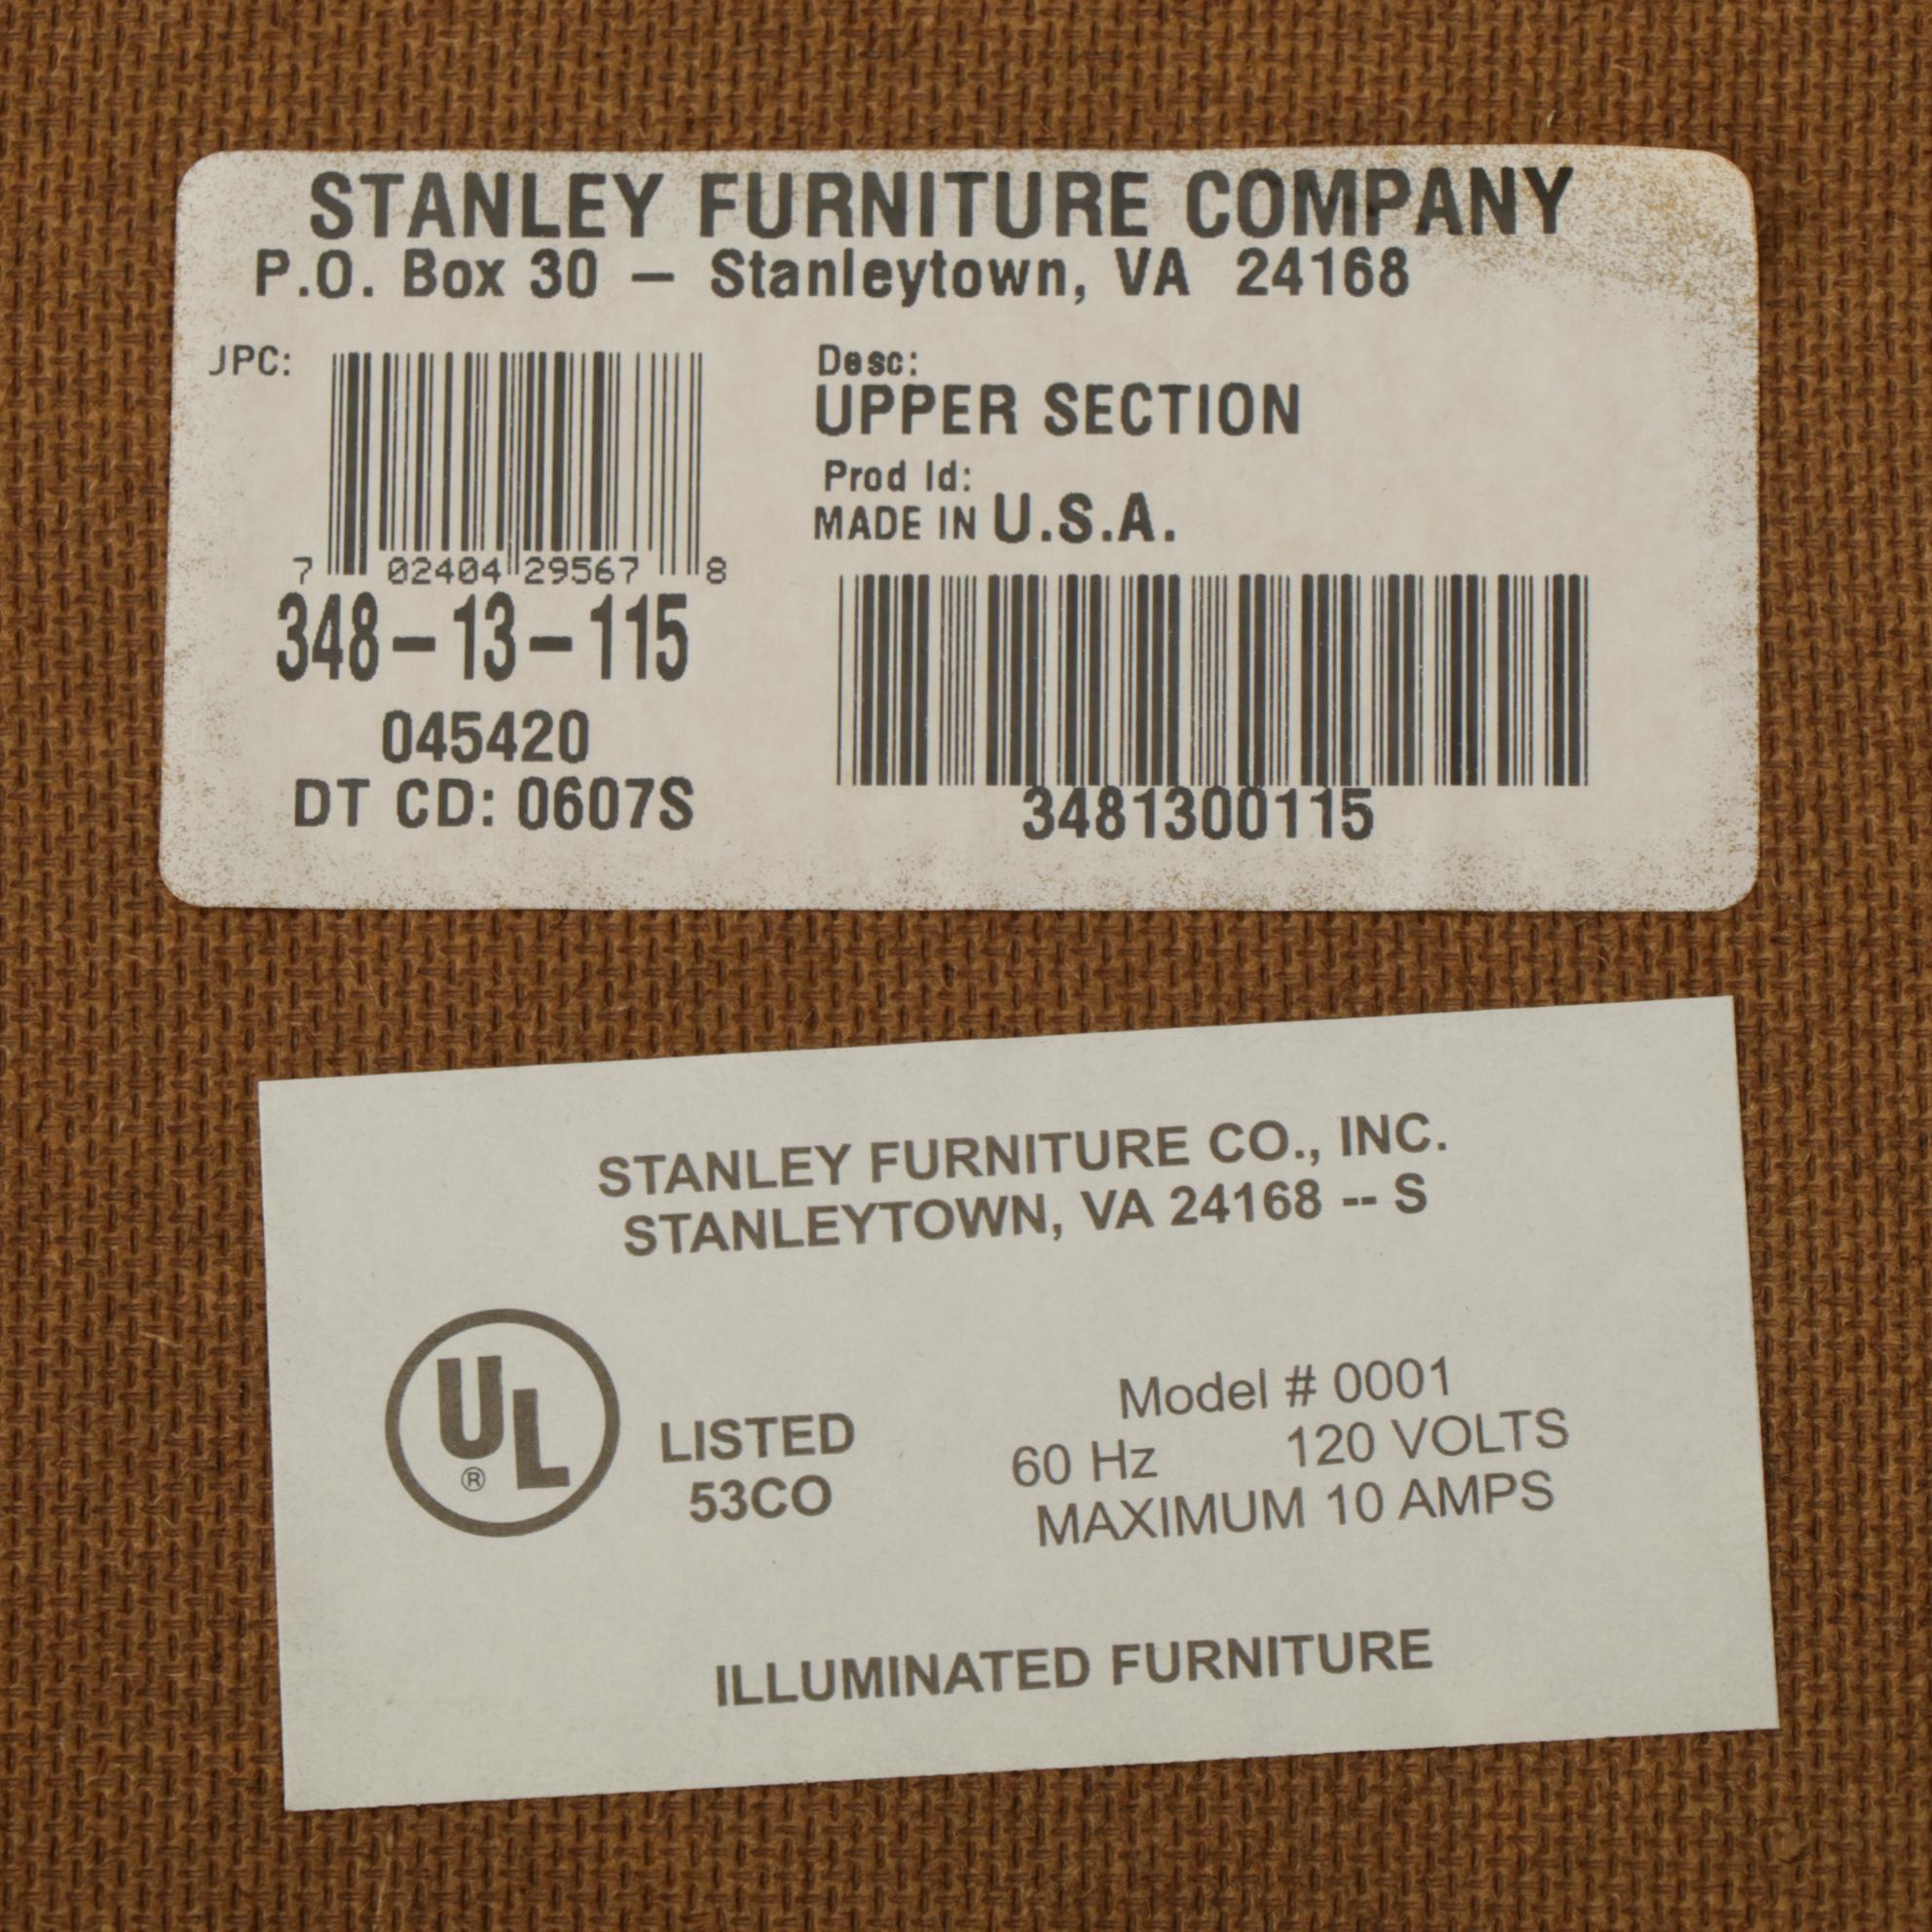 STANLEY FURNITURE COMPANY
P.O. Box 30 – Stanleytown, VA 24168
JPC:
7 02404 29567 8
348-13-115
045420
DT CD: 0607S
Desc:
UPPER SECTION
Prod Id:
MADE IN U.S.A.
3481300115
STANLEY FURNITURE CO., INC.
STANLEYTOWN, VA 24168 -- S
UL ®
LISTED
53CO
Model # 0001
60 Hz 120 VOLTS
MAXIMUM 10 AMPS
ILLUMINATED FURNITURE